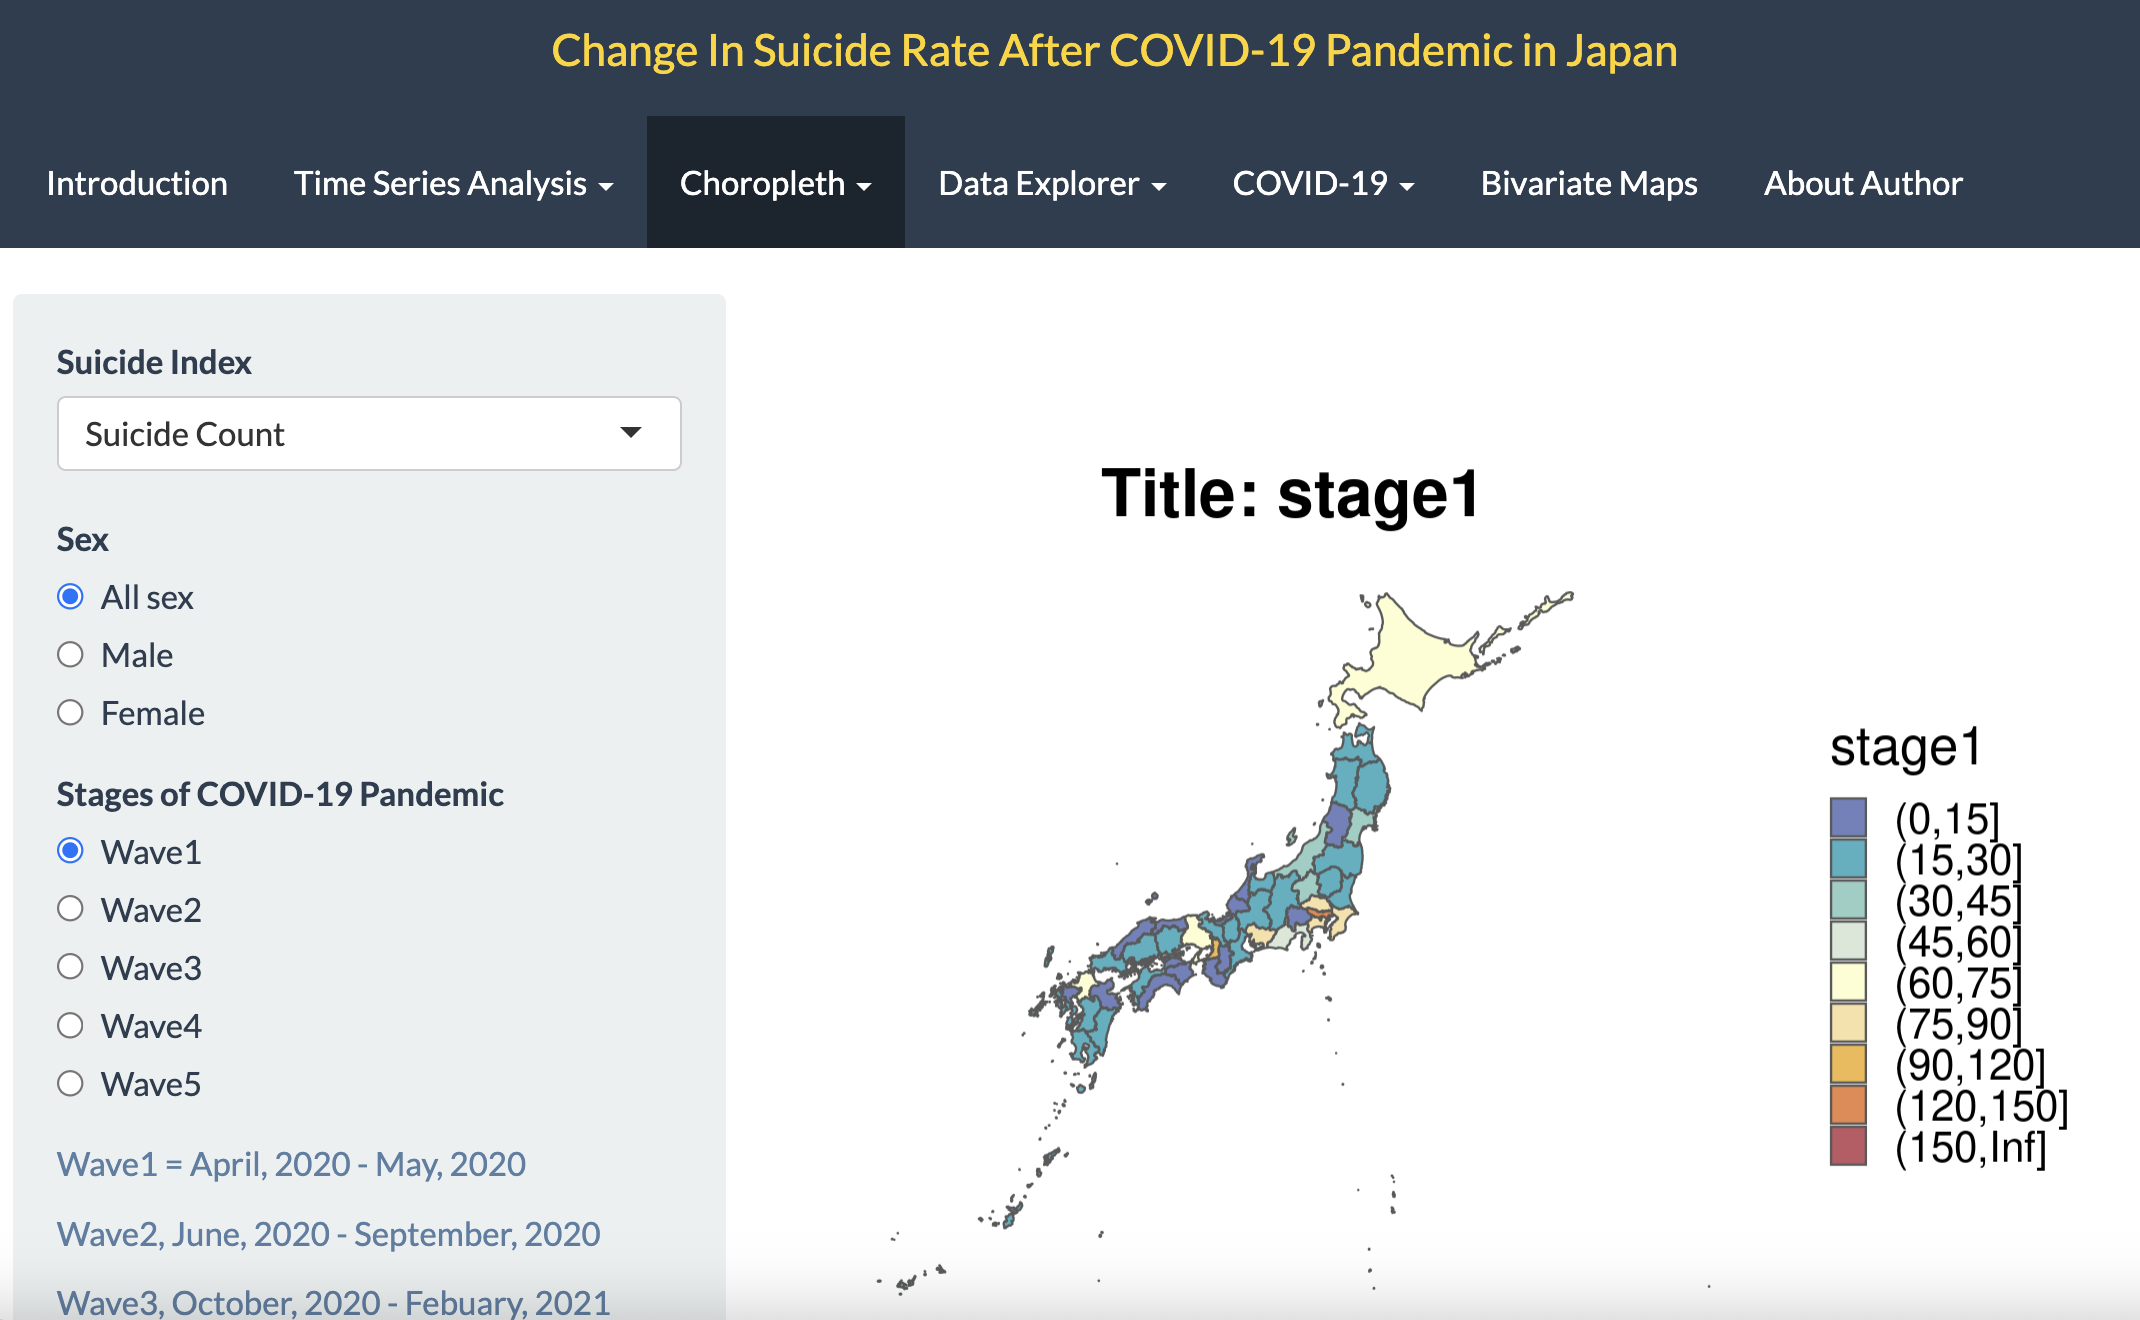 Change In Suicide Rate After COVID-19 Pandemic in Japan
Introduction Time Series Analysis Choropleth Data Explorer COVID-19 Bivariate Maps About Author
Suicide Index
Suicide Count
Sex
All sex
Male
Female
Stages of COVID-19 Pandemic
Wave1
Wave2
Wave3
Wave4
Wave5
Wave1 = April, 2020 - May, 2020
Wave2, June, 2020 - September, 2020
Wave3, October, 2020 - Febuary, 2021
Title: stage1
stage1
(0,15]
(15,30]
(30,45]
(45,60]
(60,75]
(75,90]
(90,120]
(120,150]
(150,Inf]